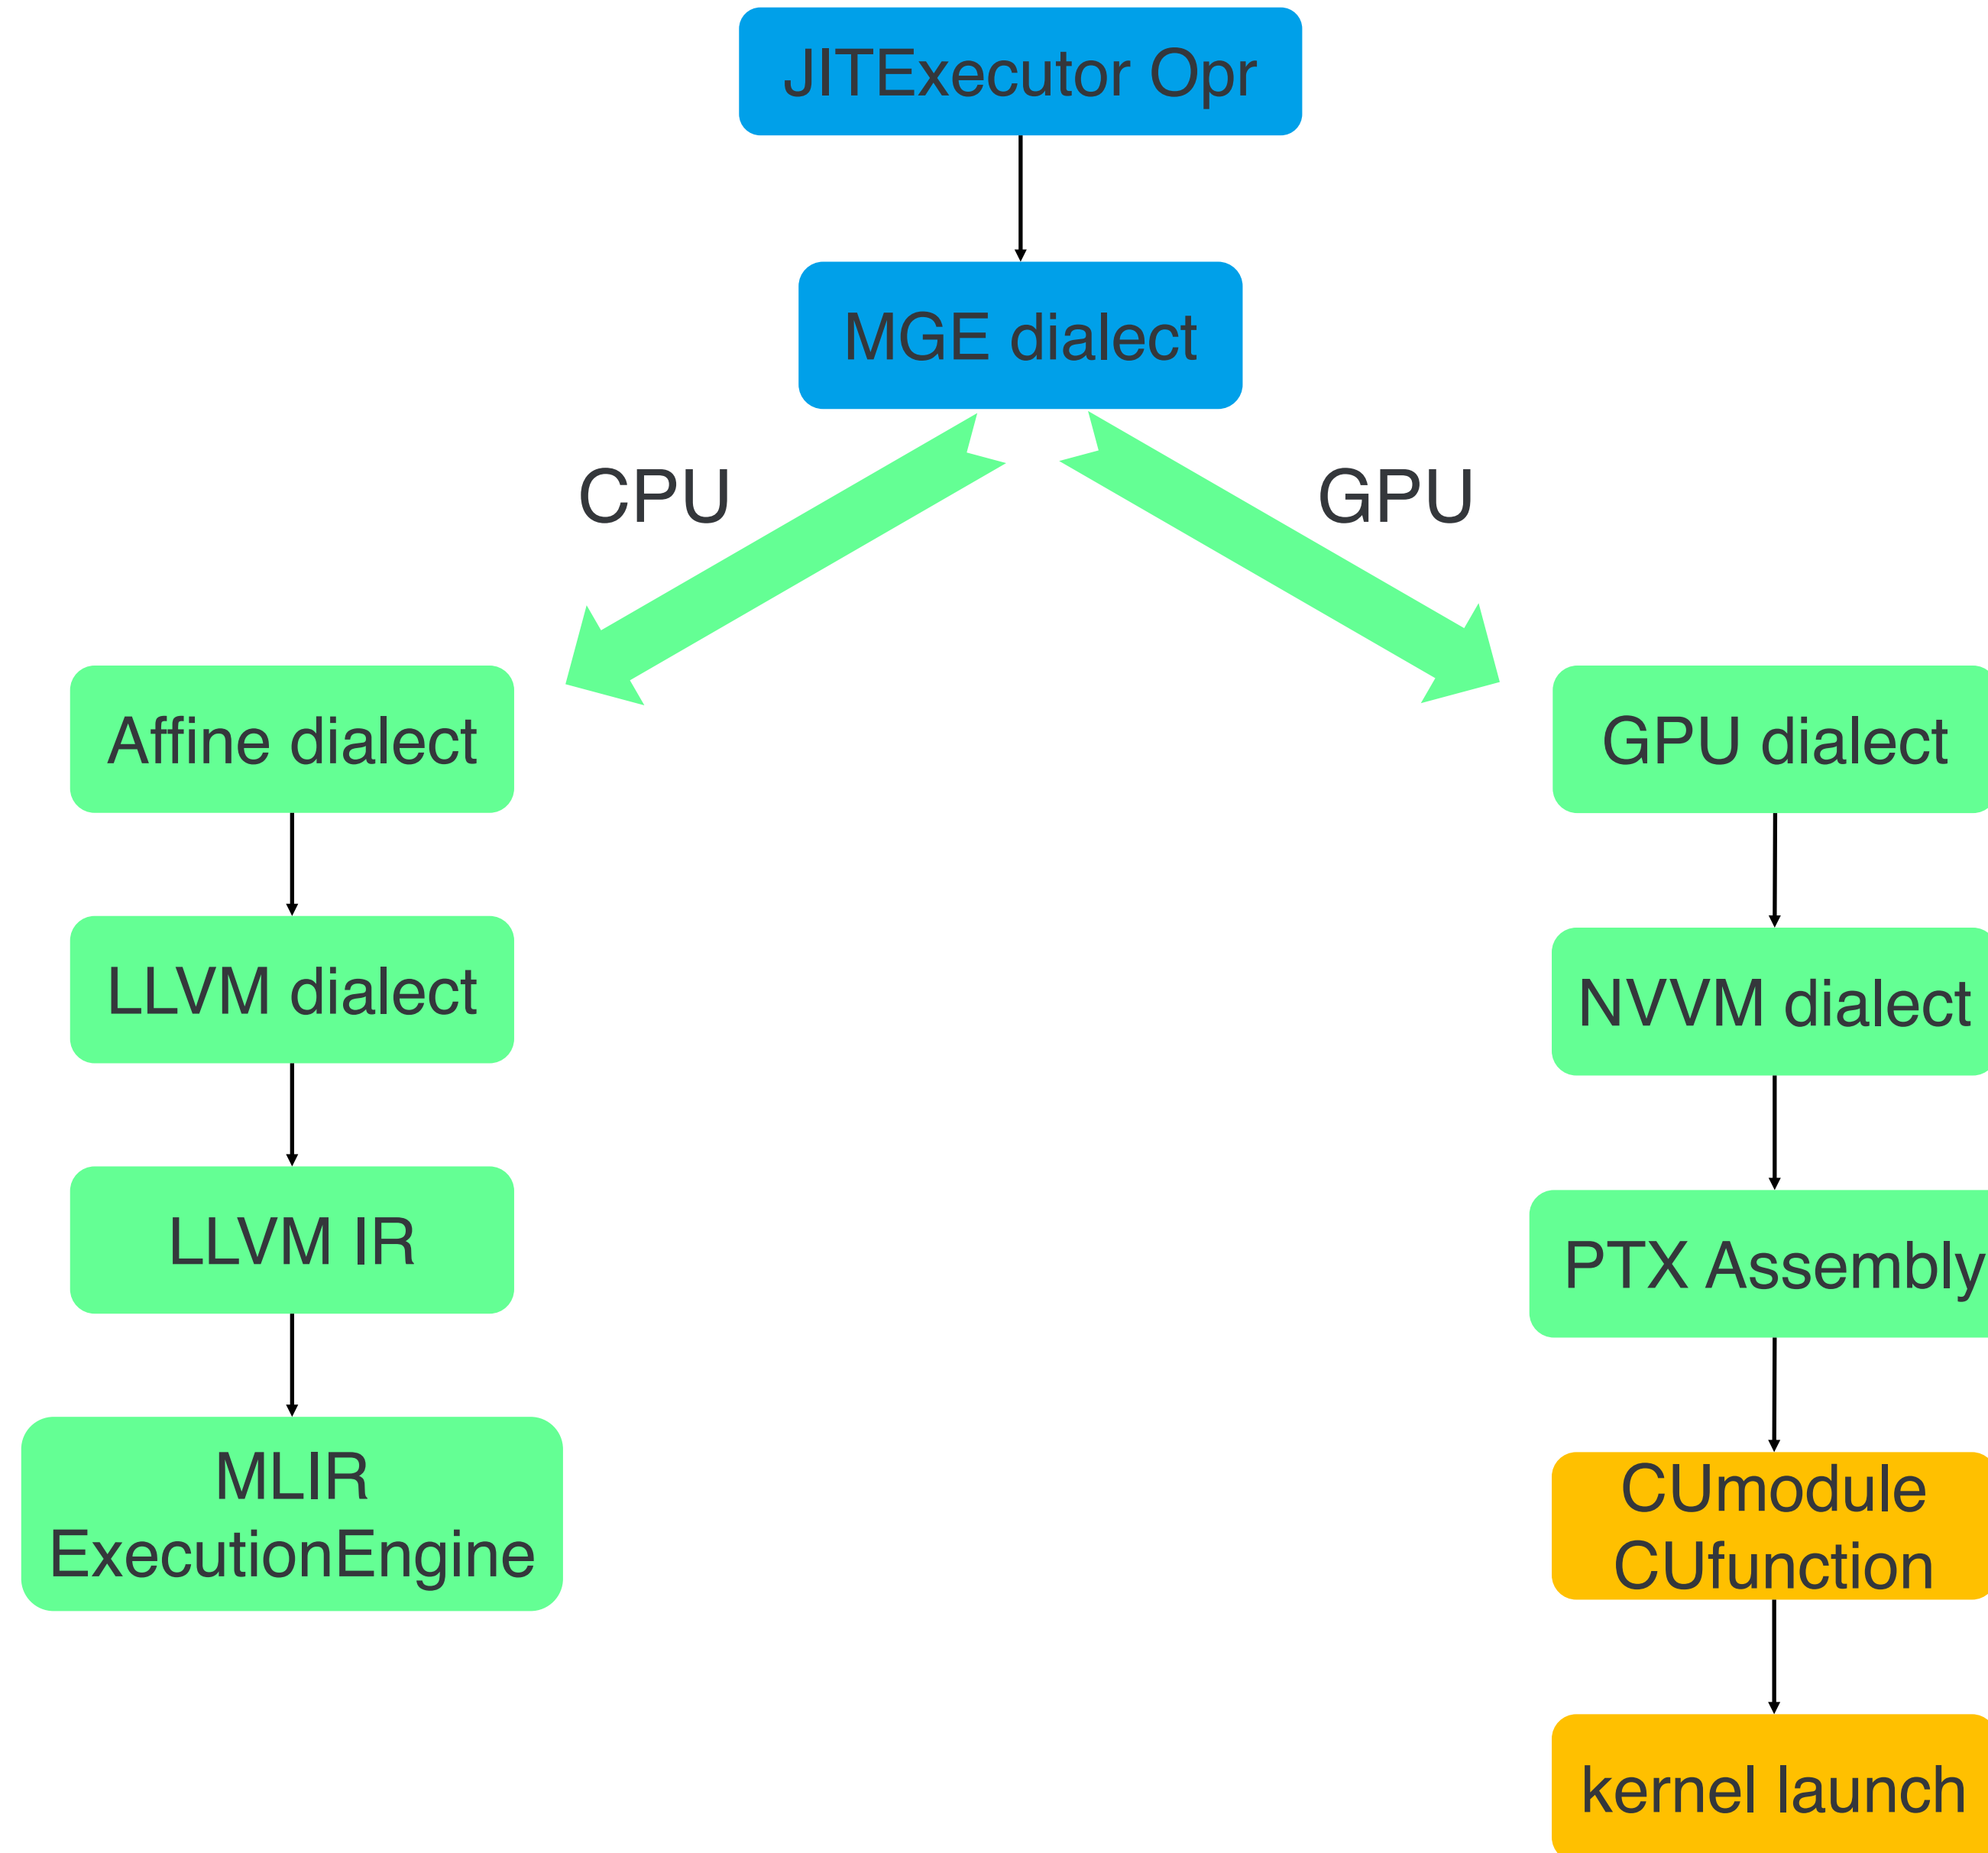 JITExecutor Opr
MGE dialect
CPU
GPU
Affine dialect
GPU dialect
LLVM dialect
NVVM dialect
LLVM IR
PTX Assembly
MLIR
ExecutionEngine
CUmodule
CUfunction
kernel launch